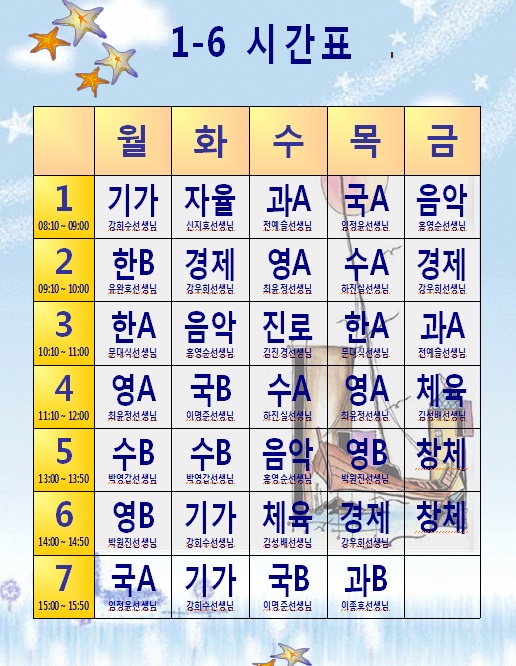 1-6 시간표
월 화 수 목 금
1 기가 자율 과A 국A 음악
08:10 ~ 09:00 강희수선생님 신지호선생님 전예슬선생님 임정윤선생님 홍영순선생님
2 한B 경제 영A 수A 경제
09:10 ~ 10:00 윤완호선생님 강우희선생님 최윤정선생님 하진실선생님 강우희선생님
3 한A 음악 진로 한A 과A
10:10 ~ 11:00 문대식선생님 홍영순선생님 김진경선생님 문대식선생님 전예슬선생님
4 영A 국B 수A 영A 체육
11:10 ~ 12:00 최윤정선생님 이명준선생님 하진실선생님 최윤정선생님 김성배선생님
5 수B 수B 음악 영B 창체
13:00 ~ 13:50 박영갑선생님 박영갑선생님 홍영순선생님 박원진선생님
6 영B 기가 체육 경제 창체
14:00 ~ 14:50 박원진선생님 강희수선생님 김성배선생님 강우희선생님
7 국A 기가 국B 과B
15:00 ~ 15:50 임정윤선생님 강희수선생님 이명준선생님 이종호선생님